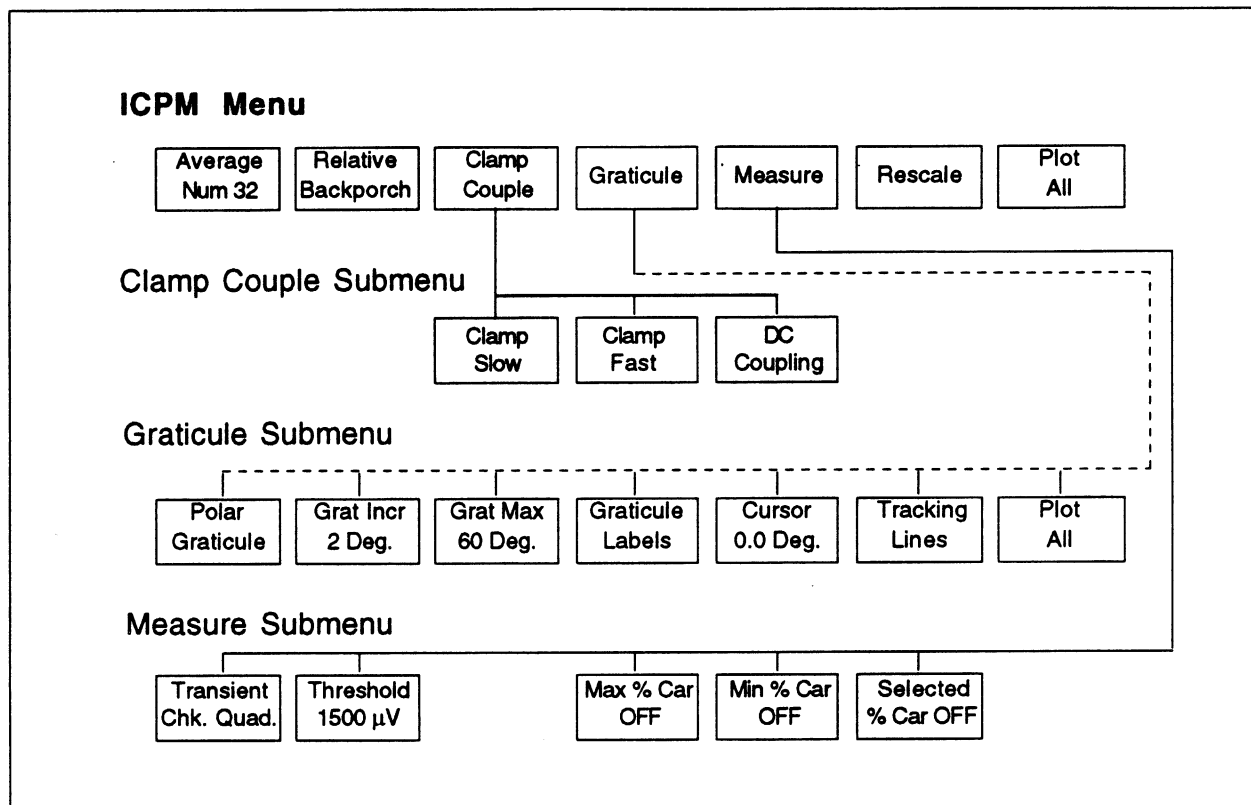 ICPM Menu
Average
Num 32
Relative
Backporch
Clamp
Couple
Graticule
Measure
Rescale
Plot
All
Clamp Couple Submenu
Clamp
Slow
Clamp
Fast
DC
Coupling
Graticule Submenu
Polar
Graticule
Grat Incr
2 Deg.
Grat Max
60 Deg.
Graticule
Labels
Cursor
0.0 Deg.
Tracking
Lines
Plot
All
Measure Submenu
Transient
Chk. Quad.
Threshold
1500 µV
Max % Car
OFF
Min % Car
OFF
Selected
% Car OFF